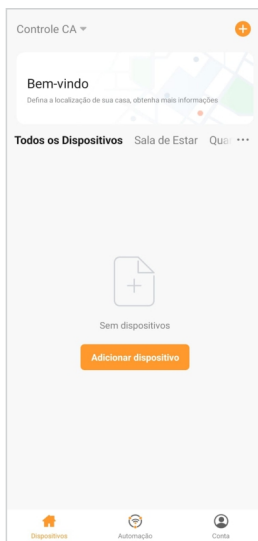 Controle CA
Bem-vindo
Defina a localização de sua casa, obtenha mais informações
Todos os Dispositivos Sala de Estar Qua
Sem dispositivos
Adicionar dispositivo
Dispositivos Automação Conta